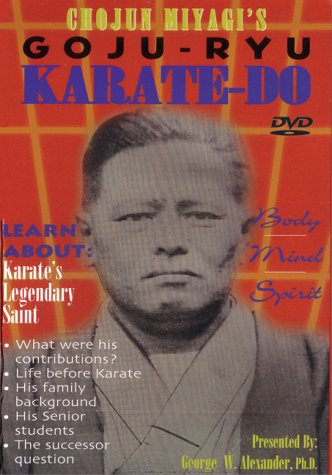 CHOJUN MIYAGI'S
GOJU-RYU
KARATE-DO
DVD
LEARN
ABOUT:
Karate's
Legendary
Saint
Body
Mind
Spirit
• What were his
contributions?
• Life before Karate
• His family
background
• His Senior
students
• The successor
question
Presented By:
George W. Alexander, Ph.D.